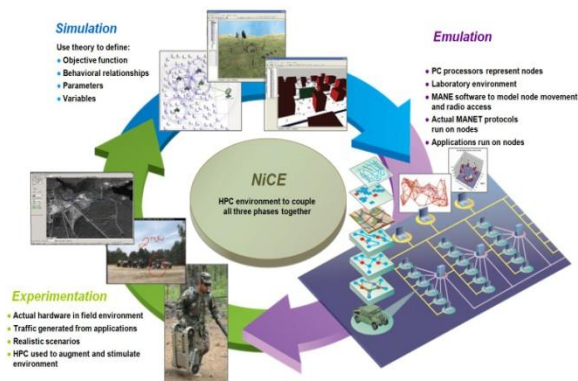 Simulation
Use theory to define:
Objective function
Behavioral relationships
Parameters
Variables
Emulation
PC processors represent nodes
Laboratory environment
MANE software to model node movement
and radio access
Actual MANET protocols
run on nodes
Applications run on nodes
NiCE
HPC environment to couple
all three phases together
Experimentation
Actual hardware in field environment
Traffic generated from applications
Realistic scenarios
HPC used to augment and stimulate
environment